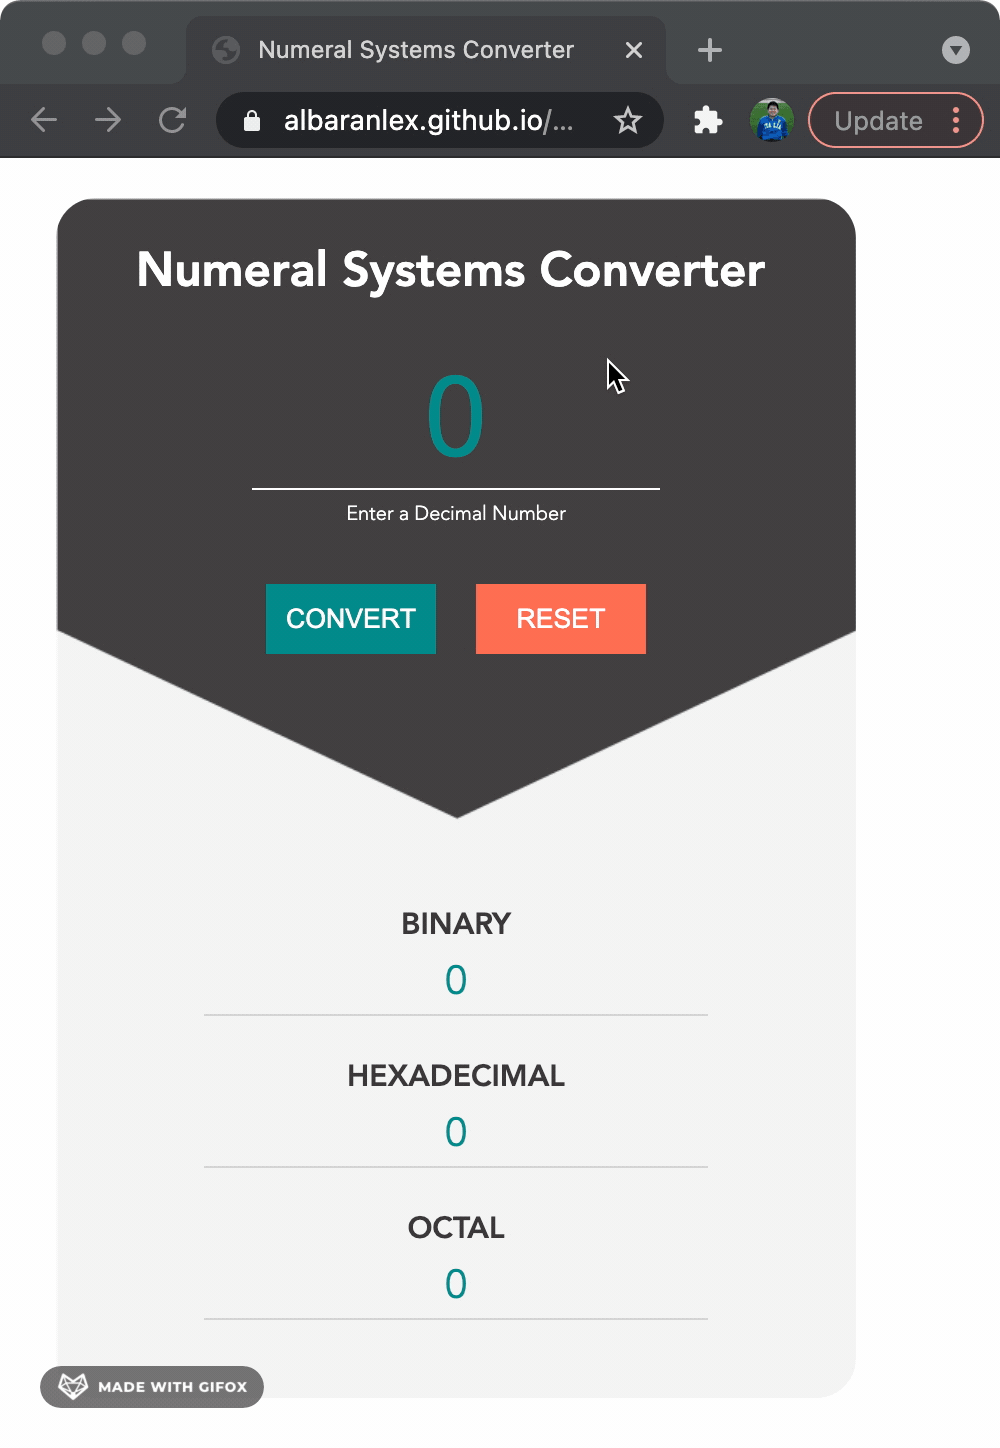 Numeral Systems Converter
albaranlex.github.io/...
Update
Numeral Systems Converter
0
Enter a Decimal Number
CONVERT
RESET
BINARY
0
HEXADECIMAL
0
OCTAL
0
MADE WITH GIFOX